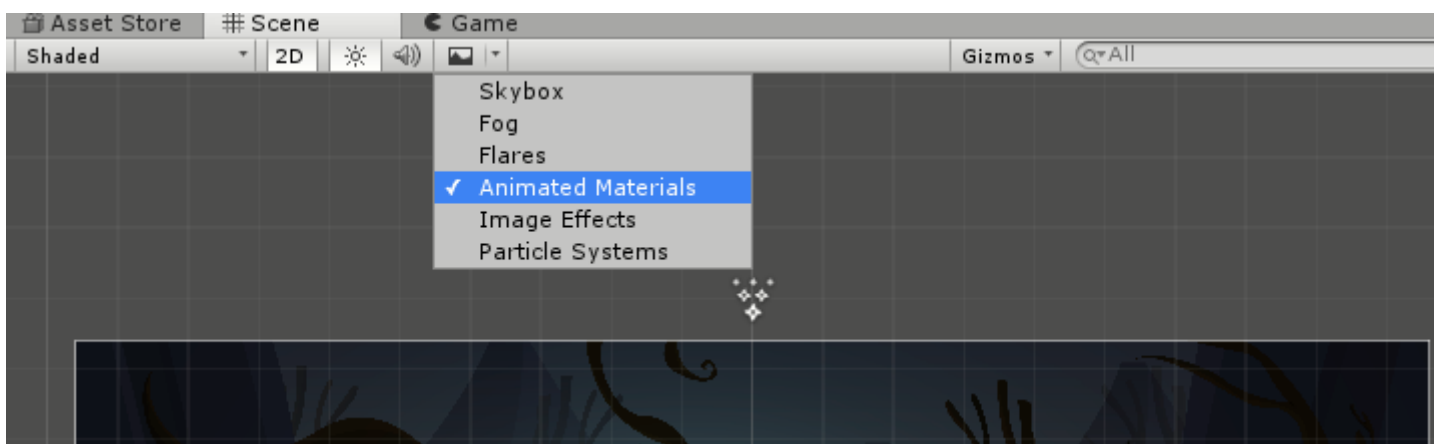 Asset Store Scene Game
Shaded 2D Gizmos All
Skybox
Fog
Flares
Animated Materials
Image Effects
Particle Systems